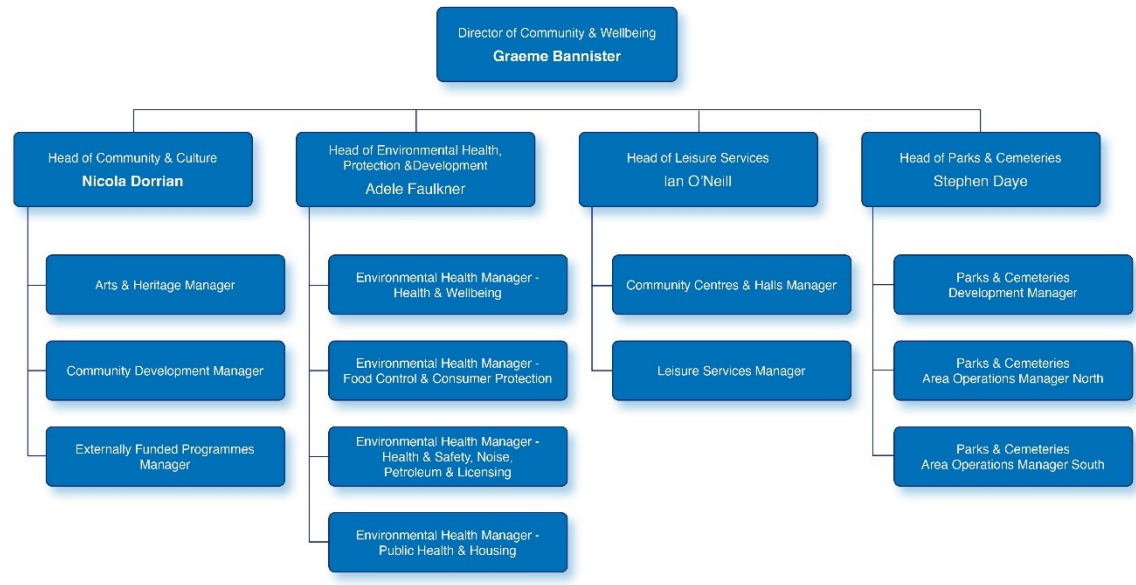 Director of Community & Wellbeing
Graeme Bannister
Head of Community & Culture
Nicola Dorrian
Head of Environmental Health,
Protection &Development
Adele Faulkner
Head of Leisure Services
Ian O'Neill
Head of Parks & Cemeteries
Stephen Daye
Arts & Heritage Manager
Community Development Manager
Externally Funded Programmes
Manager
Environmental Health Manager -
Health & Wellbeing
Environmental Health Manager -
Food Control & Consumer Protection
Environmental Health Manager -
Health & Safety, Noise,
Petroleum & Licensing
Environmental Health Manager -
Public Health & Housing
Community Centres & Halls Manager
Leisure Services Manager
Parks & Cemeteries
Development Manager
Parks & Cemeteries
Area Operations Manager North
Parks & Cemeteries
Area Operations Manager South